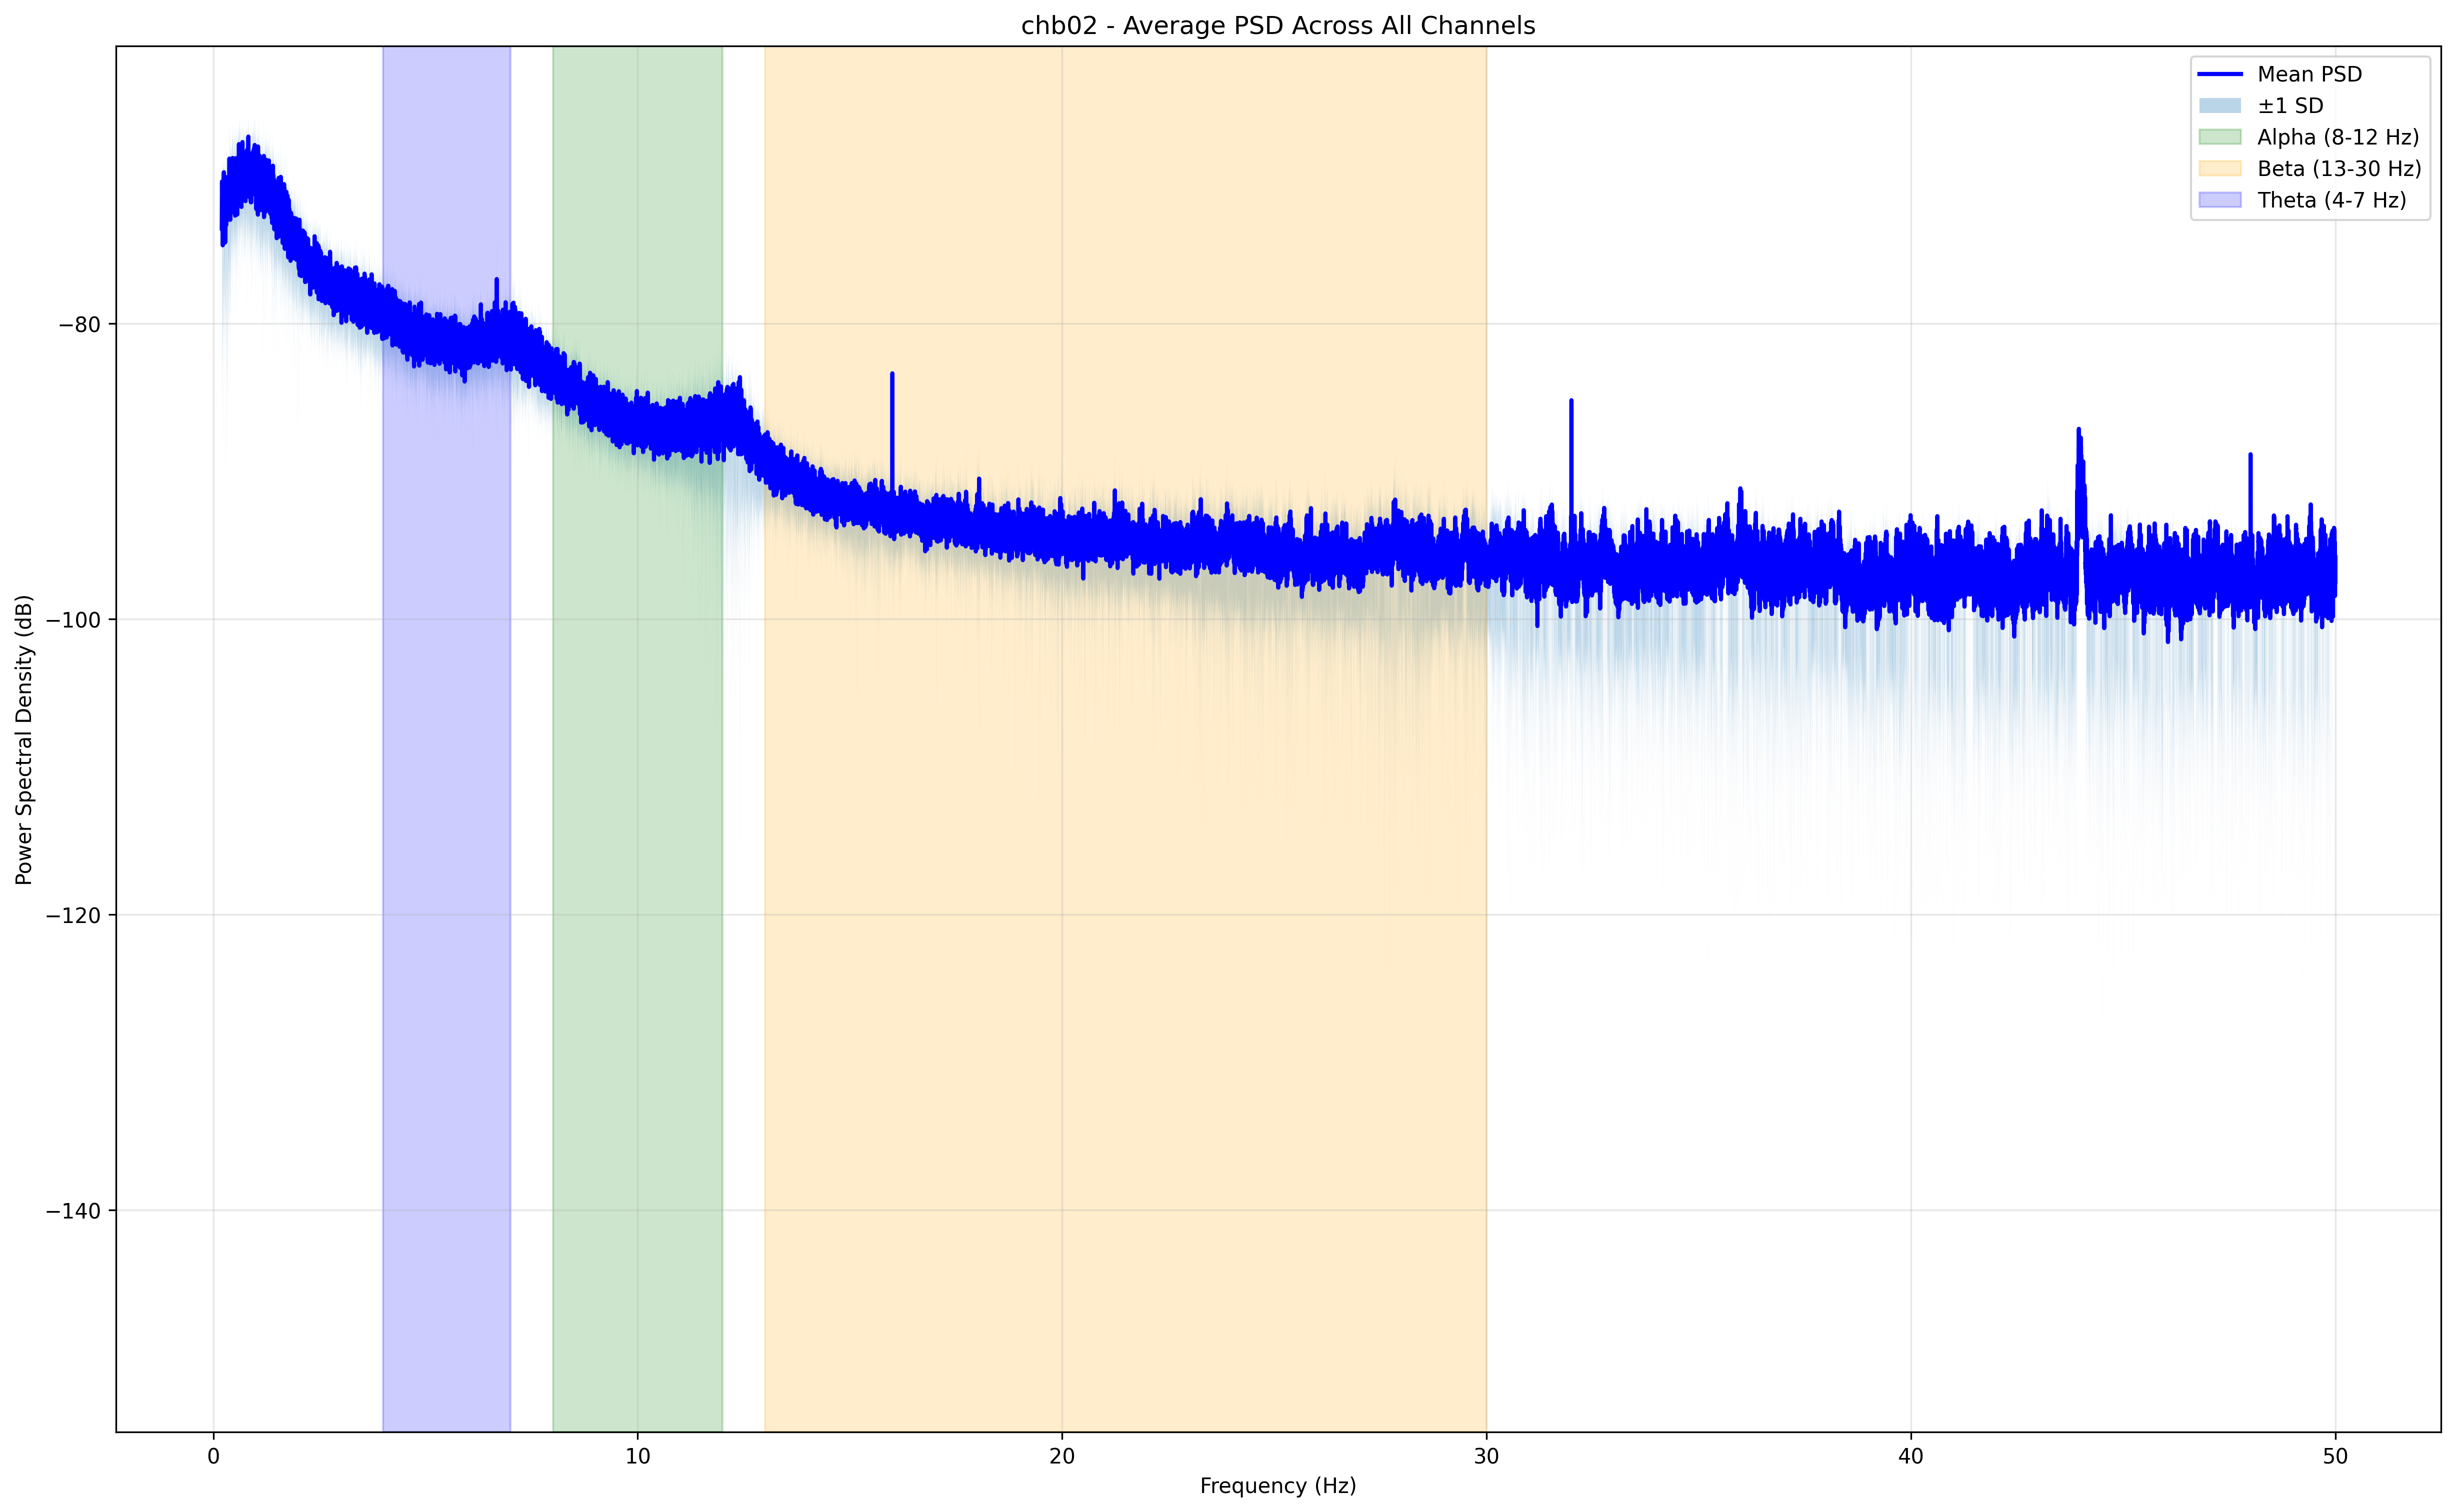 chb02 - Average PSD Across All Channels
Mean PSD
±1 SD
Alpha (8-12 Hz)
Beta (13-30 Hz)
Theta (4-7 Hz)
Power Spectral Density (dB)
−80
−100
−120
−140
0 10 20 30 40 50
Frequency (Hz)